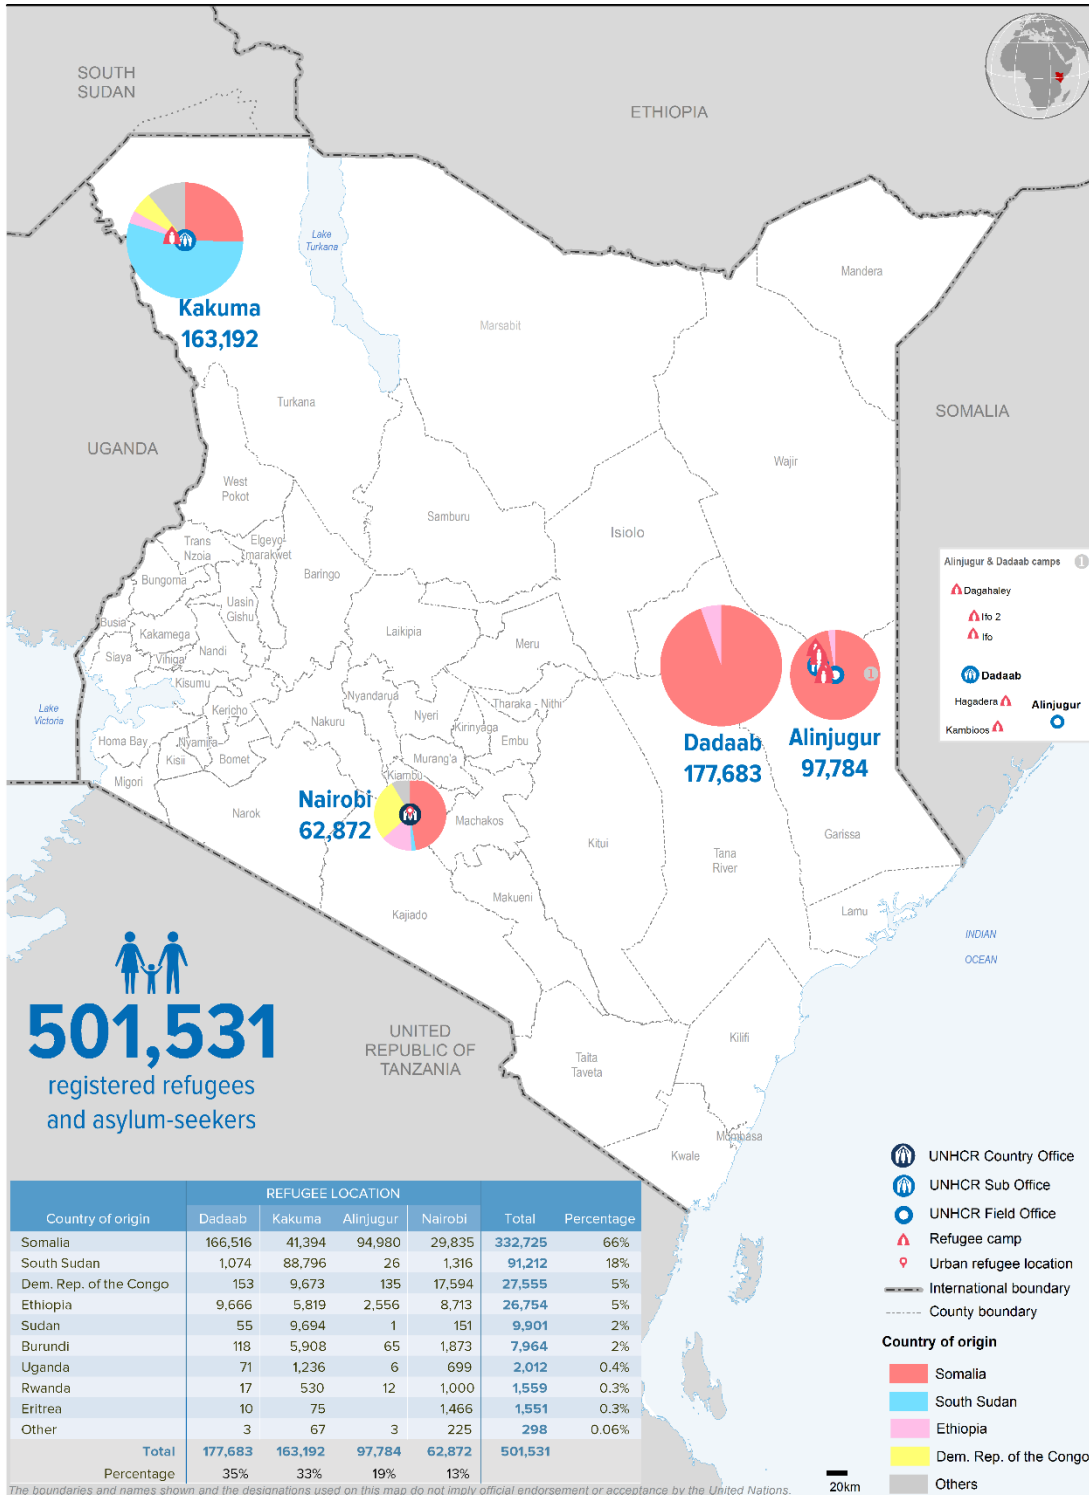 SOUTH
SUDAN
ETHIOPIA
Lake
Turkana
Mandera
Kakuma
163,192
Marsabit
Turkana
SOMALIA
UGANDA
Wajir
West
Pokot
Samburu
Isiolo
Trans
Nzoia
Elgeyo-
marakwet
Baringo
Bungoma
Uasin
Gishu
Busia
Kakamega
Laikipia
Meru
Siaya
Vihiga
Nandi
Kisumu
Nyandarua
Kericho
Nakuru
Nyeri
Tharaka - Nithi
Kirinyaga
Embu
Lake
Victoria
Homa Bay
Nyamira
Kisii
Bomet
Murang'a
Kiambu
Migori
Narok
Alinjugur & Dadaab camps 1
Dagahaley
Ifo 2
Ifo
Dadaab
Hagadera
Alinjugur
Kambioos
1
Dadaab
177,683
Alinjugur
97,784
Nairobi
62,872
Machakos
Kitui
Tana
River
Garissa
Makueni
Kajiado
Lamu
INDIAN
OCEAN
501,531
registered refugees
and asylum-seekers
UNITED
REPUBLIC OF
TANZANIA
Taita
Taveta
Kilifi
Mombasa
Kwale
UNHCR Country Office
UNHCR Sub Office
UNHCR Field Office
Refugee camp
Urban refugee location
International boundary
County boundary
Country of origin
Somalia
South Sudan
Ethiopia
Dem. Rep. of the Congo
Others
20km
REFUGEE LOCATION
Country of origin Dadaab Kakuma Alinjugur Nairobi Total Percentage
Somalia 166,516 41,394 94,980 29,835 332,725 66%
South Sudan 1,074 88,796 26 1,316 91,212 18%
Dem. Rep. of the Congo 153 9,673 135 17,594 27,555 5%
Ethiopia 9,666 5,819 2,556 8,713 26,754 5%
Sudan 55 9,694 1 151 9,901 2%
Burundi 118 5,908 65 1,873 7,964 2%
Uganda 71 1,236 6 699 2,012 0.4%
Rwanda 17 530 12 1,000 1,559 0.3%
Eritrea 10 75 1,466 1,551 0.3%
Other 3 67 3 225 298 0.06%
Total 177,683 163,192 97,784 62,872 501,531
Percentage 35% 33% 19% 13%
The boundaries and names shown and the designations used on this map do not imply official endorsement or acceptance by the United Nations.